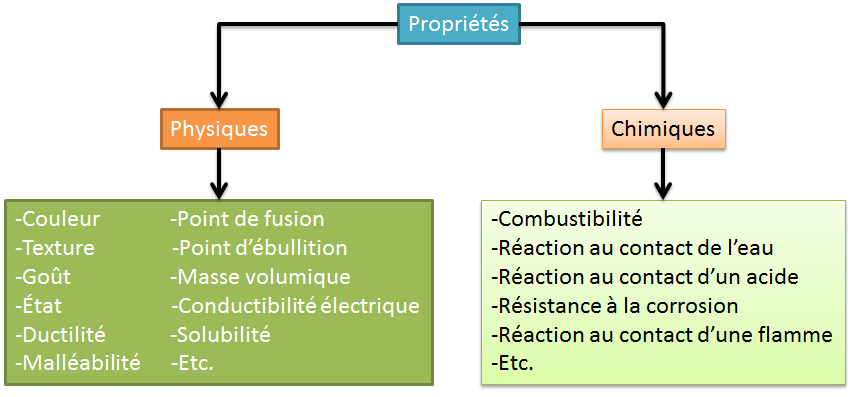 Propriétés
Physiques
Chimiques
-Couleur -Point de fusion
-Texture -Point d’ébullition
-Goût -Masse volumique
-État -Conductibilité électrique
-Ductilité -Solubilité
-Malléabilité -Etc.
-Combustibilité
-Réaction au contact de l’eau
-Réaction au contact d’un acide
-Résistance à la corrosion
-Réaction au contact d’une flamme
-Etc.